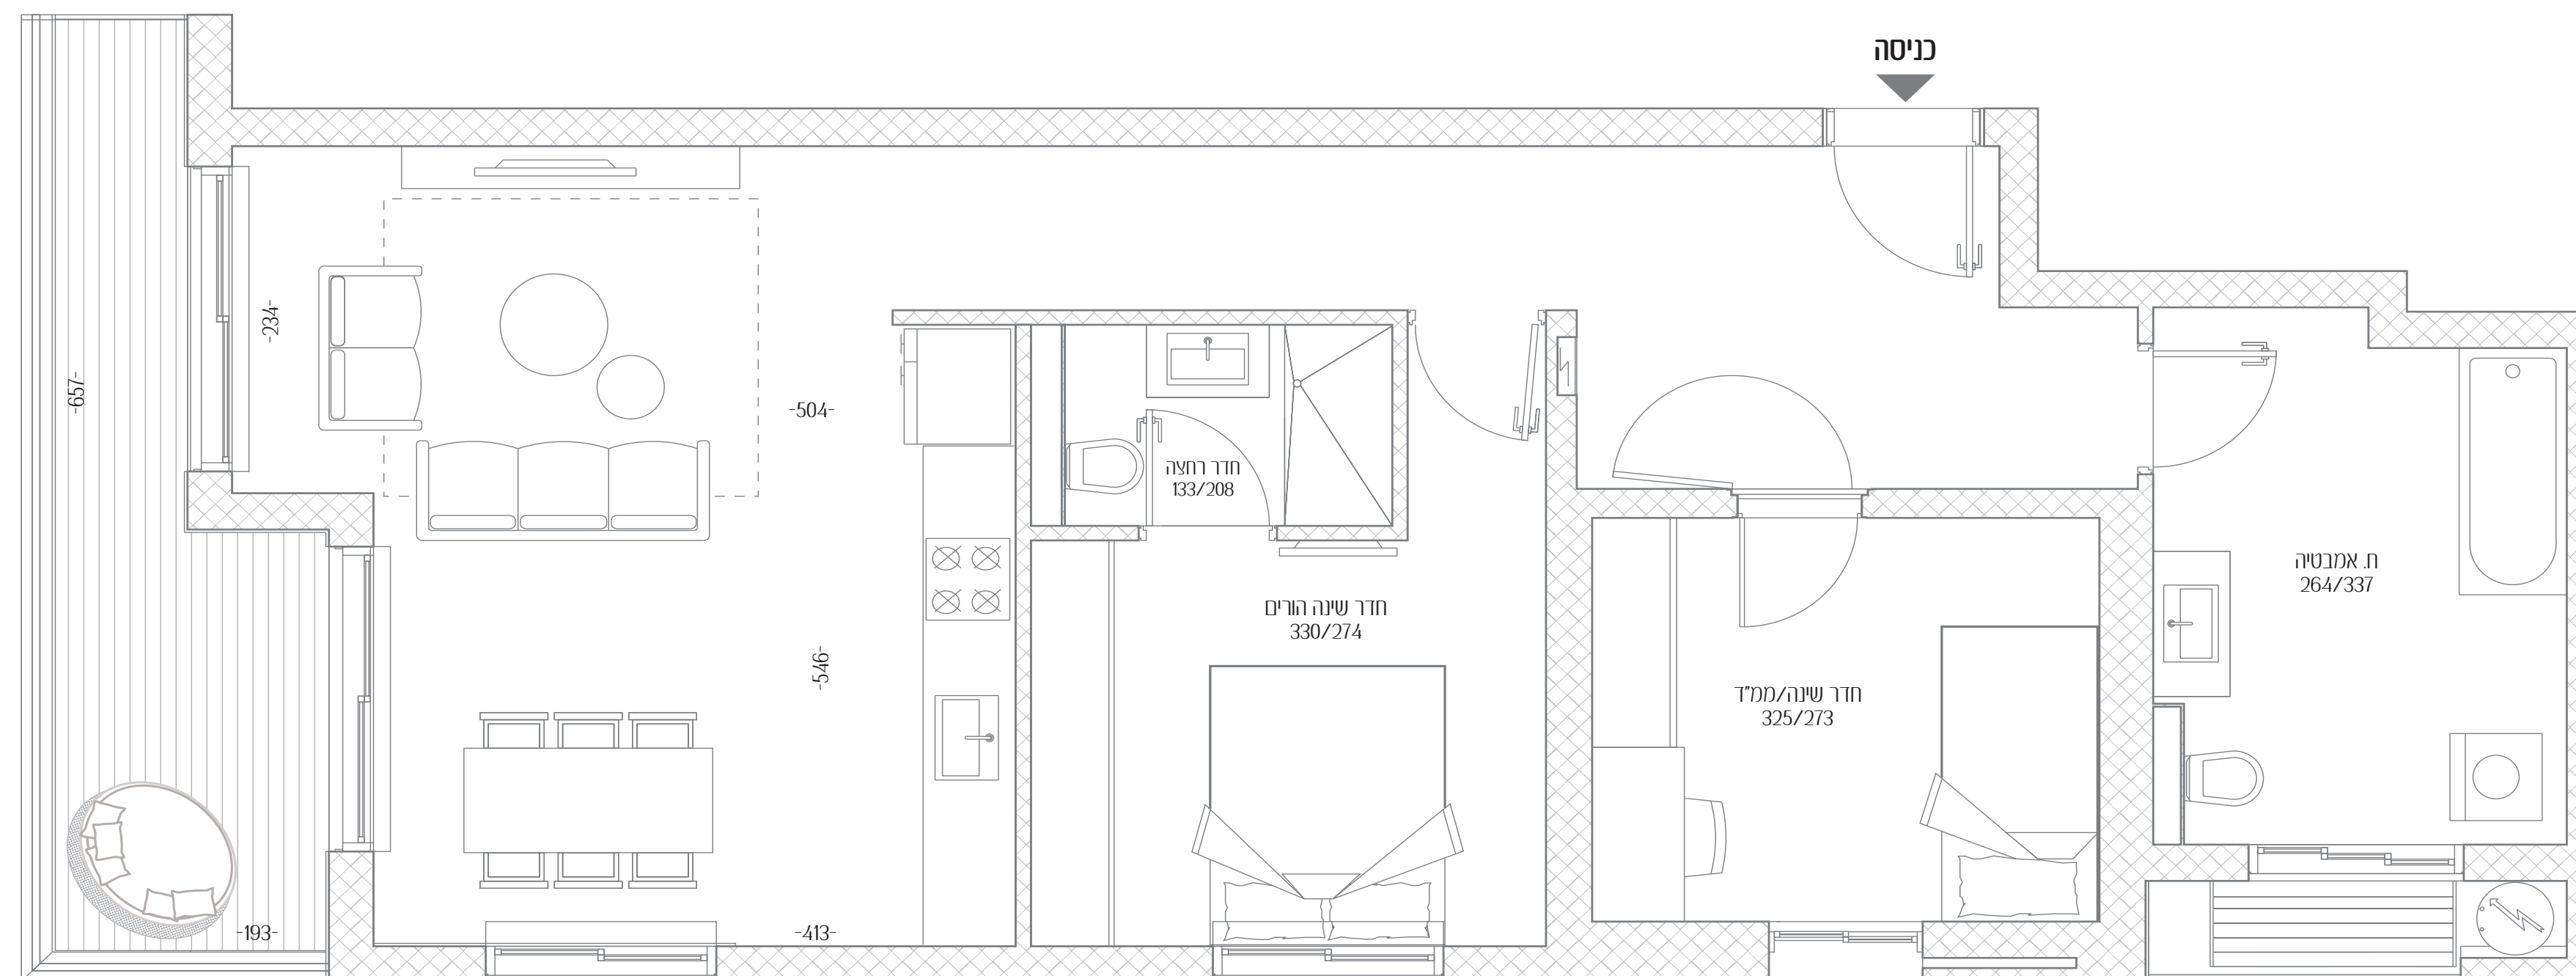 כניסה
-234-
-657-
-504-
חדר רחצה
133/208
ח. אמבטיה
264/337
חדר שינה הורים
330/274
-546-
חדר שינה/ממ"ד
325/273
-193-
-413-